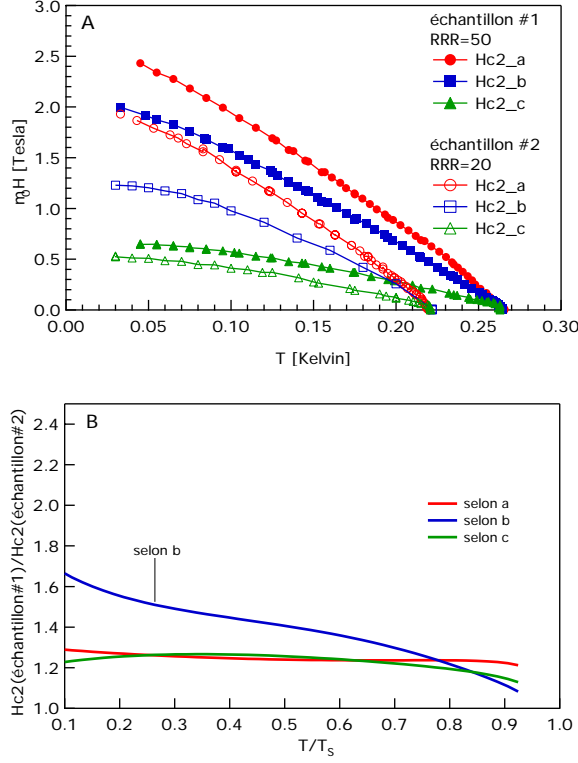 A
échantillon #1
RRR=50
Hc2_a
Hc2_b
Hc2_c
échantillon #2
RRR=20
Hc2_a
Hc2_b
Hc2_c
3.0
2.5
2.0
1.5
1.0
0.5
0.0
m0H [Tesla]
0.00 0.05 0.10 0.15 0.20 0.25 0.30
T [Kelvin]
B
2.4
2.2
2.0
1.8
1.6
1.4
1.2
1.0
Hc2(échantillon#1)/Hc2(échantillon#2)
selon b
selon a
selon b
selon c
0.1 0.2 0.3 0.4 0.5 0.6 0.7 0.8 0.9 1.0
T/TS